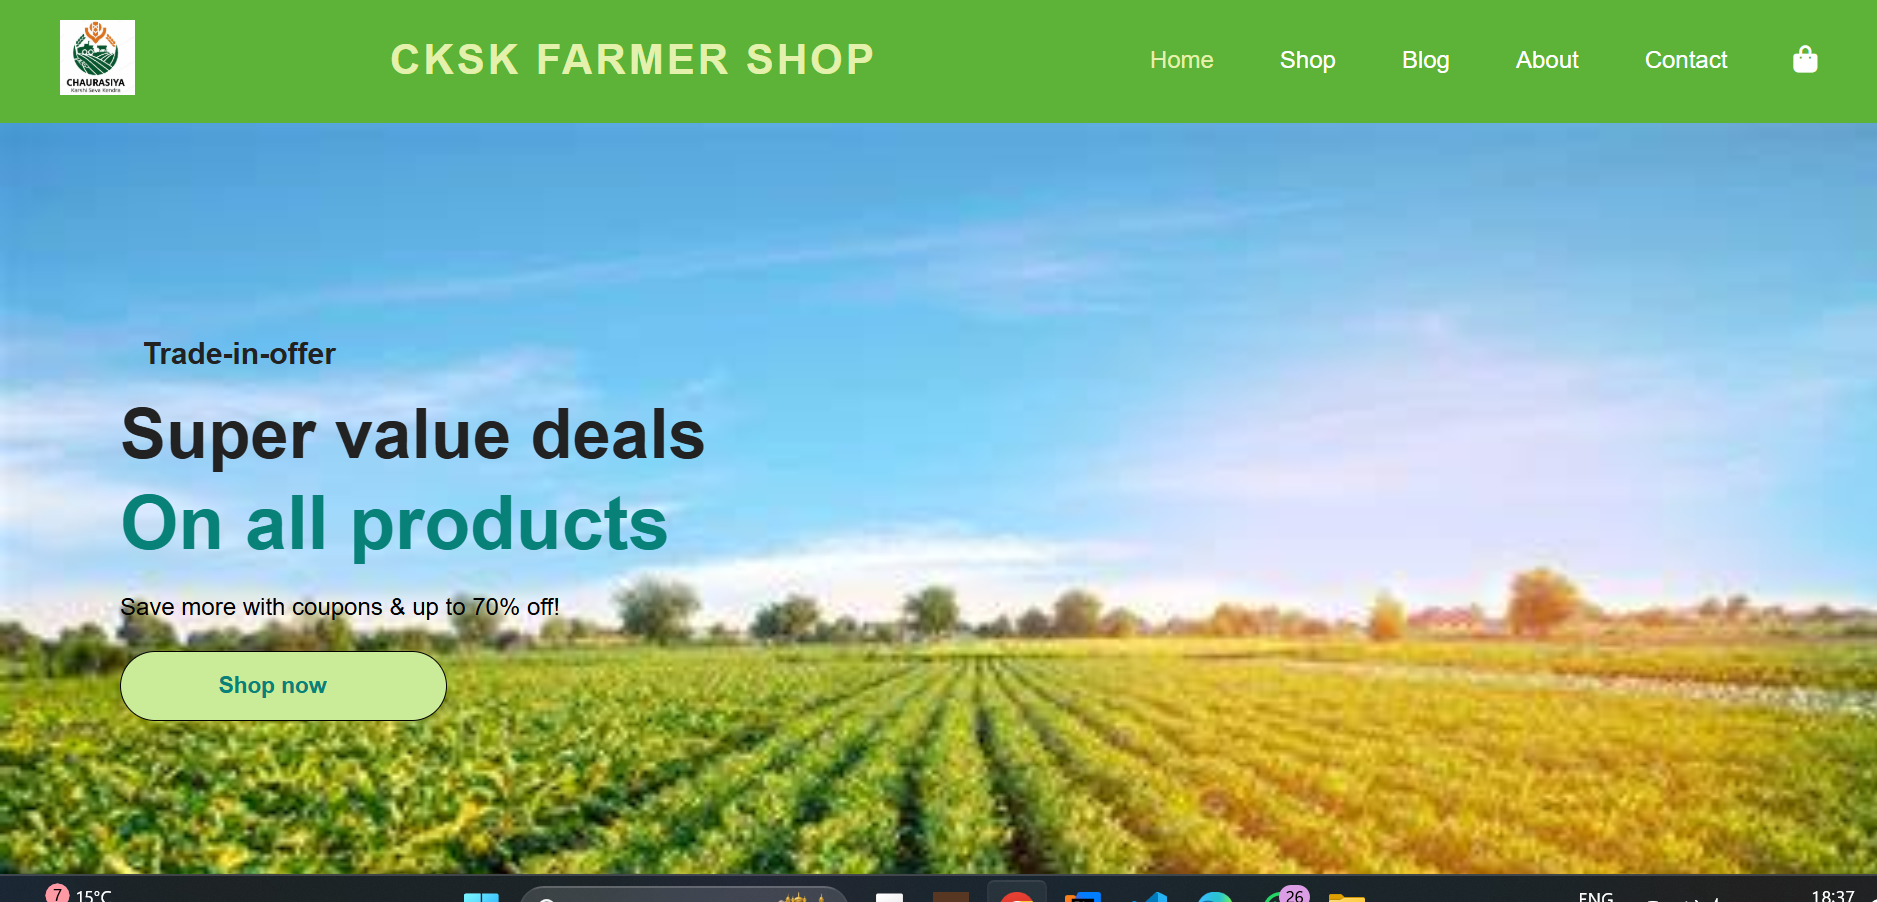 CHAURASIYA
Karshi Seva Kendra
CKSK FARMER SHOP
Home
Shop
Blog
About
Contact
Trade-in-offer
Super value deals
On all products
Save more with coupons & up to 70% off!
Shop now
7
15°C
26
ENG
18:37